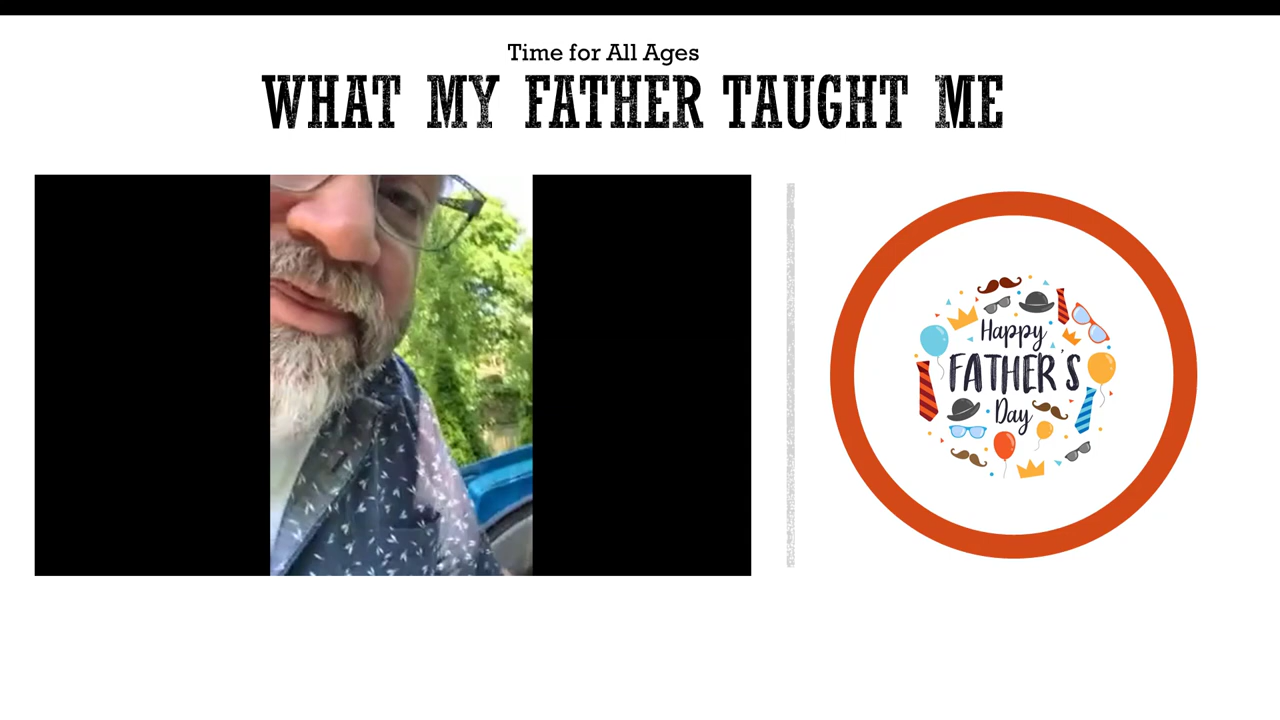 Time for All Ages
WHAT MY FATHER TAUGHT ME
Happy
FATHER'S
Day